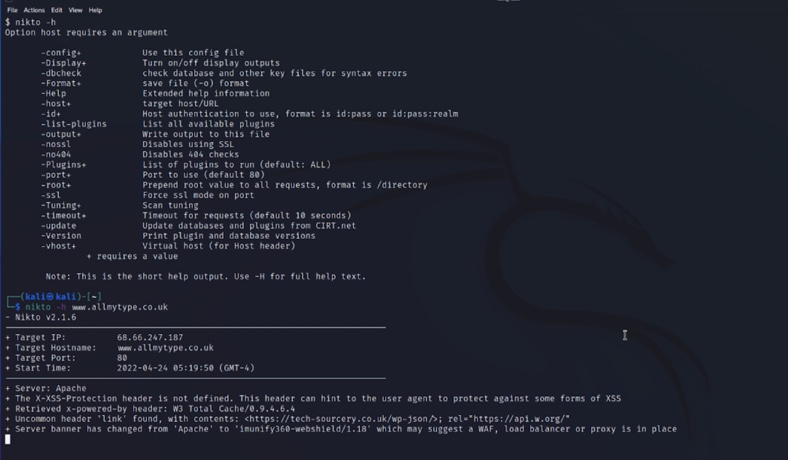 File Actions Edit View Help
$ nikto -h
Option host requires an argument
-config+ Use this config file
-Display+ Turn on/off display outputs
-dbcheck check database and other key files for syntax errors
-Format+ save file (-o) format
-Help Extended help information
-host+ target host/URL
-id+ Host authentication to use, format is id:pass or id:pass:realm
-list-plugins List all available plugins
-output+ Write output to this file
-nossl Disables using SSL
-no404 Disables 404 checks
-Plugins+ List of plugins to run (default: ALL)
-port+ Port to use (default 80)
-root+ Prepend root value to all requests, format is /directory
-ssl Force ssl mode on port
-Tuning+ Scan tuning
-timeout+ Timeout for requests (default 10 seconds)
-update Update databases and plugins from CIRT.net
-Version Print plugin and database versions
-vhost+ Virtual host (for Host header)
+ requires a value
Note: This is the short help output. Use -H for full help text.
┌──(kali㉿kali)-[~]
└─$ nikto -h www.allmytype.co.uk
- Nikto v2.1.6
+ Target IP: 68.66.247.187
+ Target Hostname: www.allmytype.co.uk
+ Target Port: 80
+ Start Time: 2022-04-24 05:19:50 (GMT-4)
+ Server: Apache
+ The X-XSS-Protection header is not defined. This header can hint to the user agent to protect against some forms of XSS
+ Retrieved x-powered-by header: W3 Total Cache/0.9.4.6.4
+ Uncommon header 'link' found, with contents: <https://tech-sourcery.co.uk/wp-json/>; rel="https://api.w.org/"
+ Server banner has changed from 'Apache' to 'imunify360-webshield/1.18' which may suggest a WAF, load balancer or proxy is in place